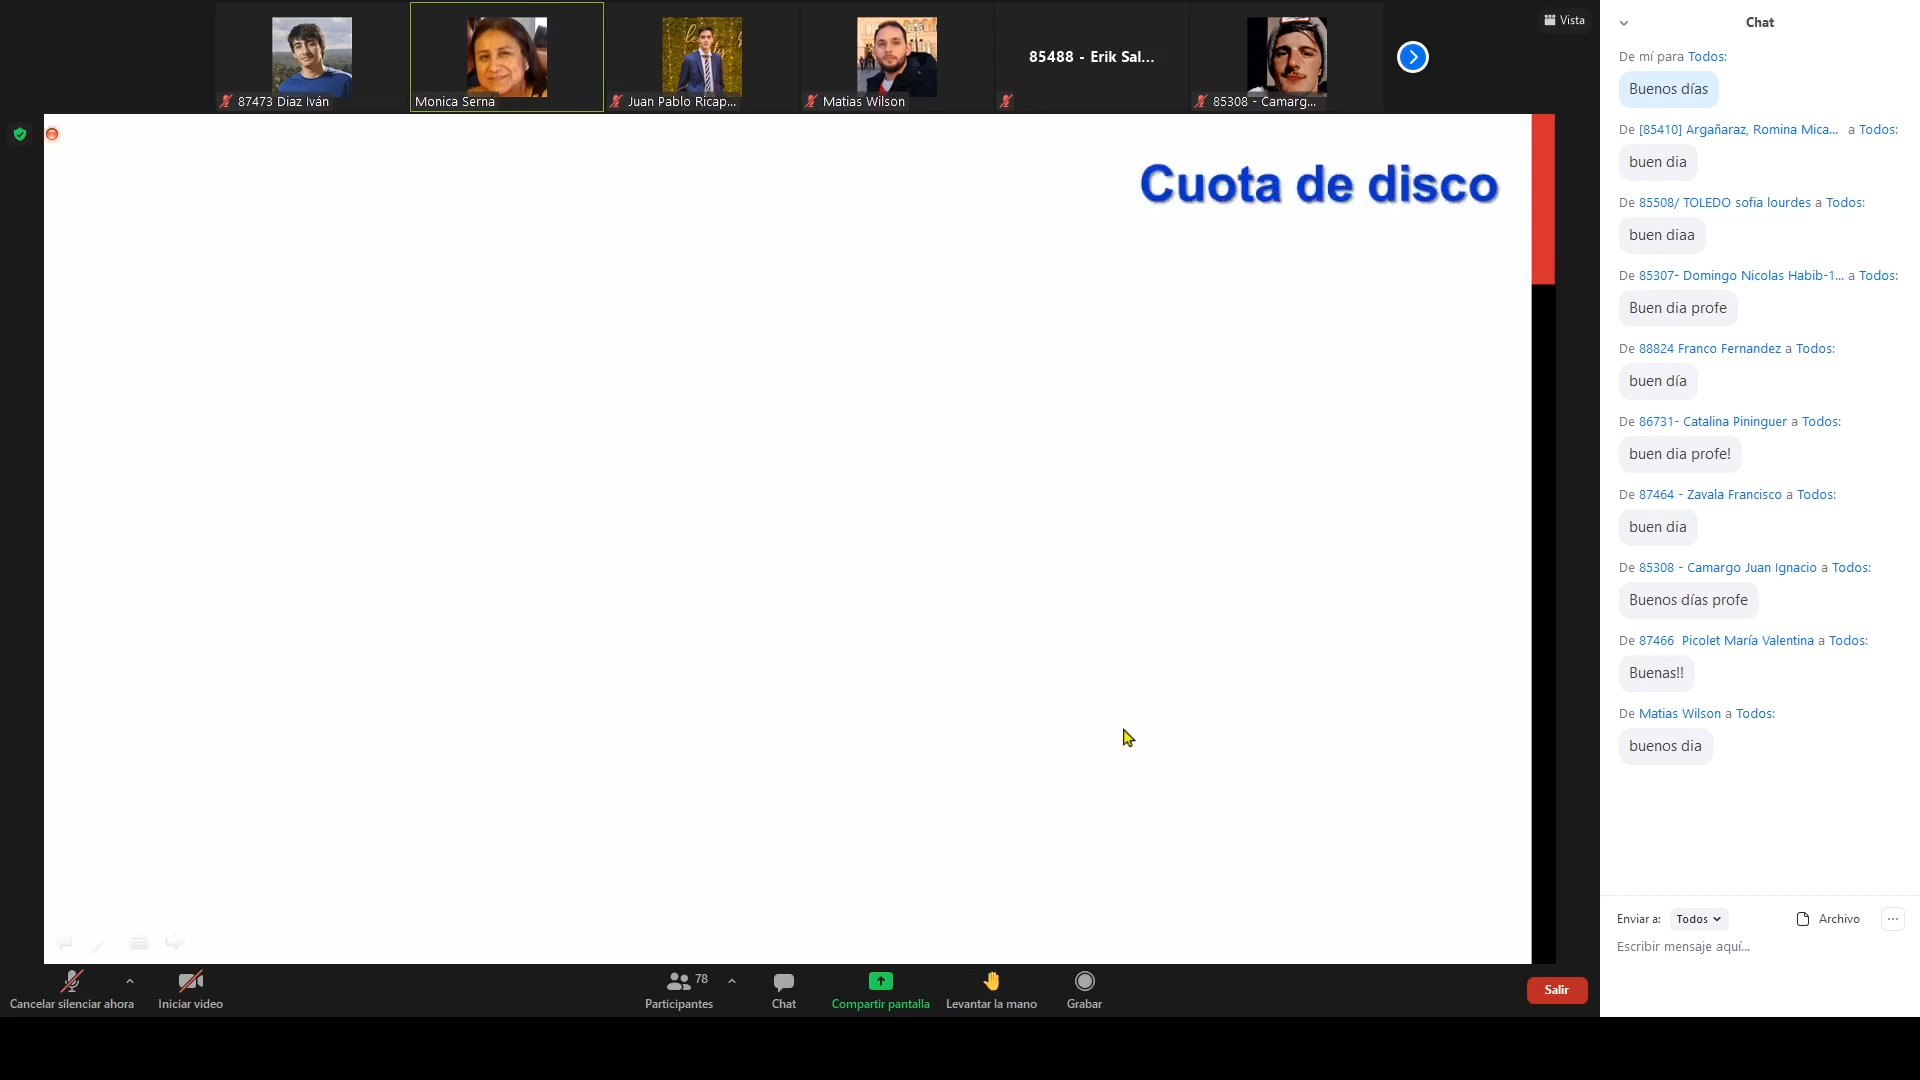 87473 Diaz Iván
Monica Serna
Juan Pablo Ricap...
Matias Wilson
85488 - Erik Sal...
85308 - Camarg...
Vista
Cuota de disco
Chat
De mí para Todos:
Buenos días
De [85410] Argañaraz, Romina Mica... a Todos:
buen dia
De 85508/ TOLEDO sofia lourdes a Todos:
buen diaa
De 85307- Domingo Nicolas Habib-1... a Todos:
Buen dia profe
De 88824 Franco Fernandez a Todos:
buen día
De 86731- Catalina Pininguer a Todos:
buen dia profe!
De 87464 - Zavala Francisco a Todos:
buen dia
De 85308 - Camargo Juan Ignacio a Todos:
Buenos días profe
De 87466  Picolet María Valentina a Todos:
Buenas!!
De Matias Wilson a Todos:
buenos dia
Enviar a: Todos
Archivo
Escribir mensaje aquí...
Cancelar silenciar ahora
Iniciar video
78
Participantes
Chat
Compartir pantalla
Levantar la mano
Grabar
Salir